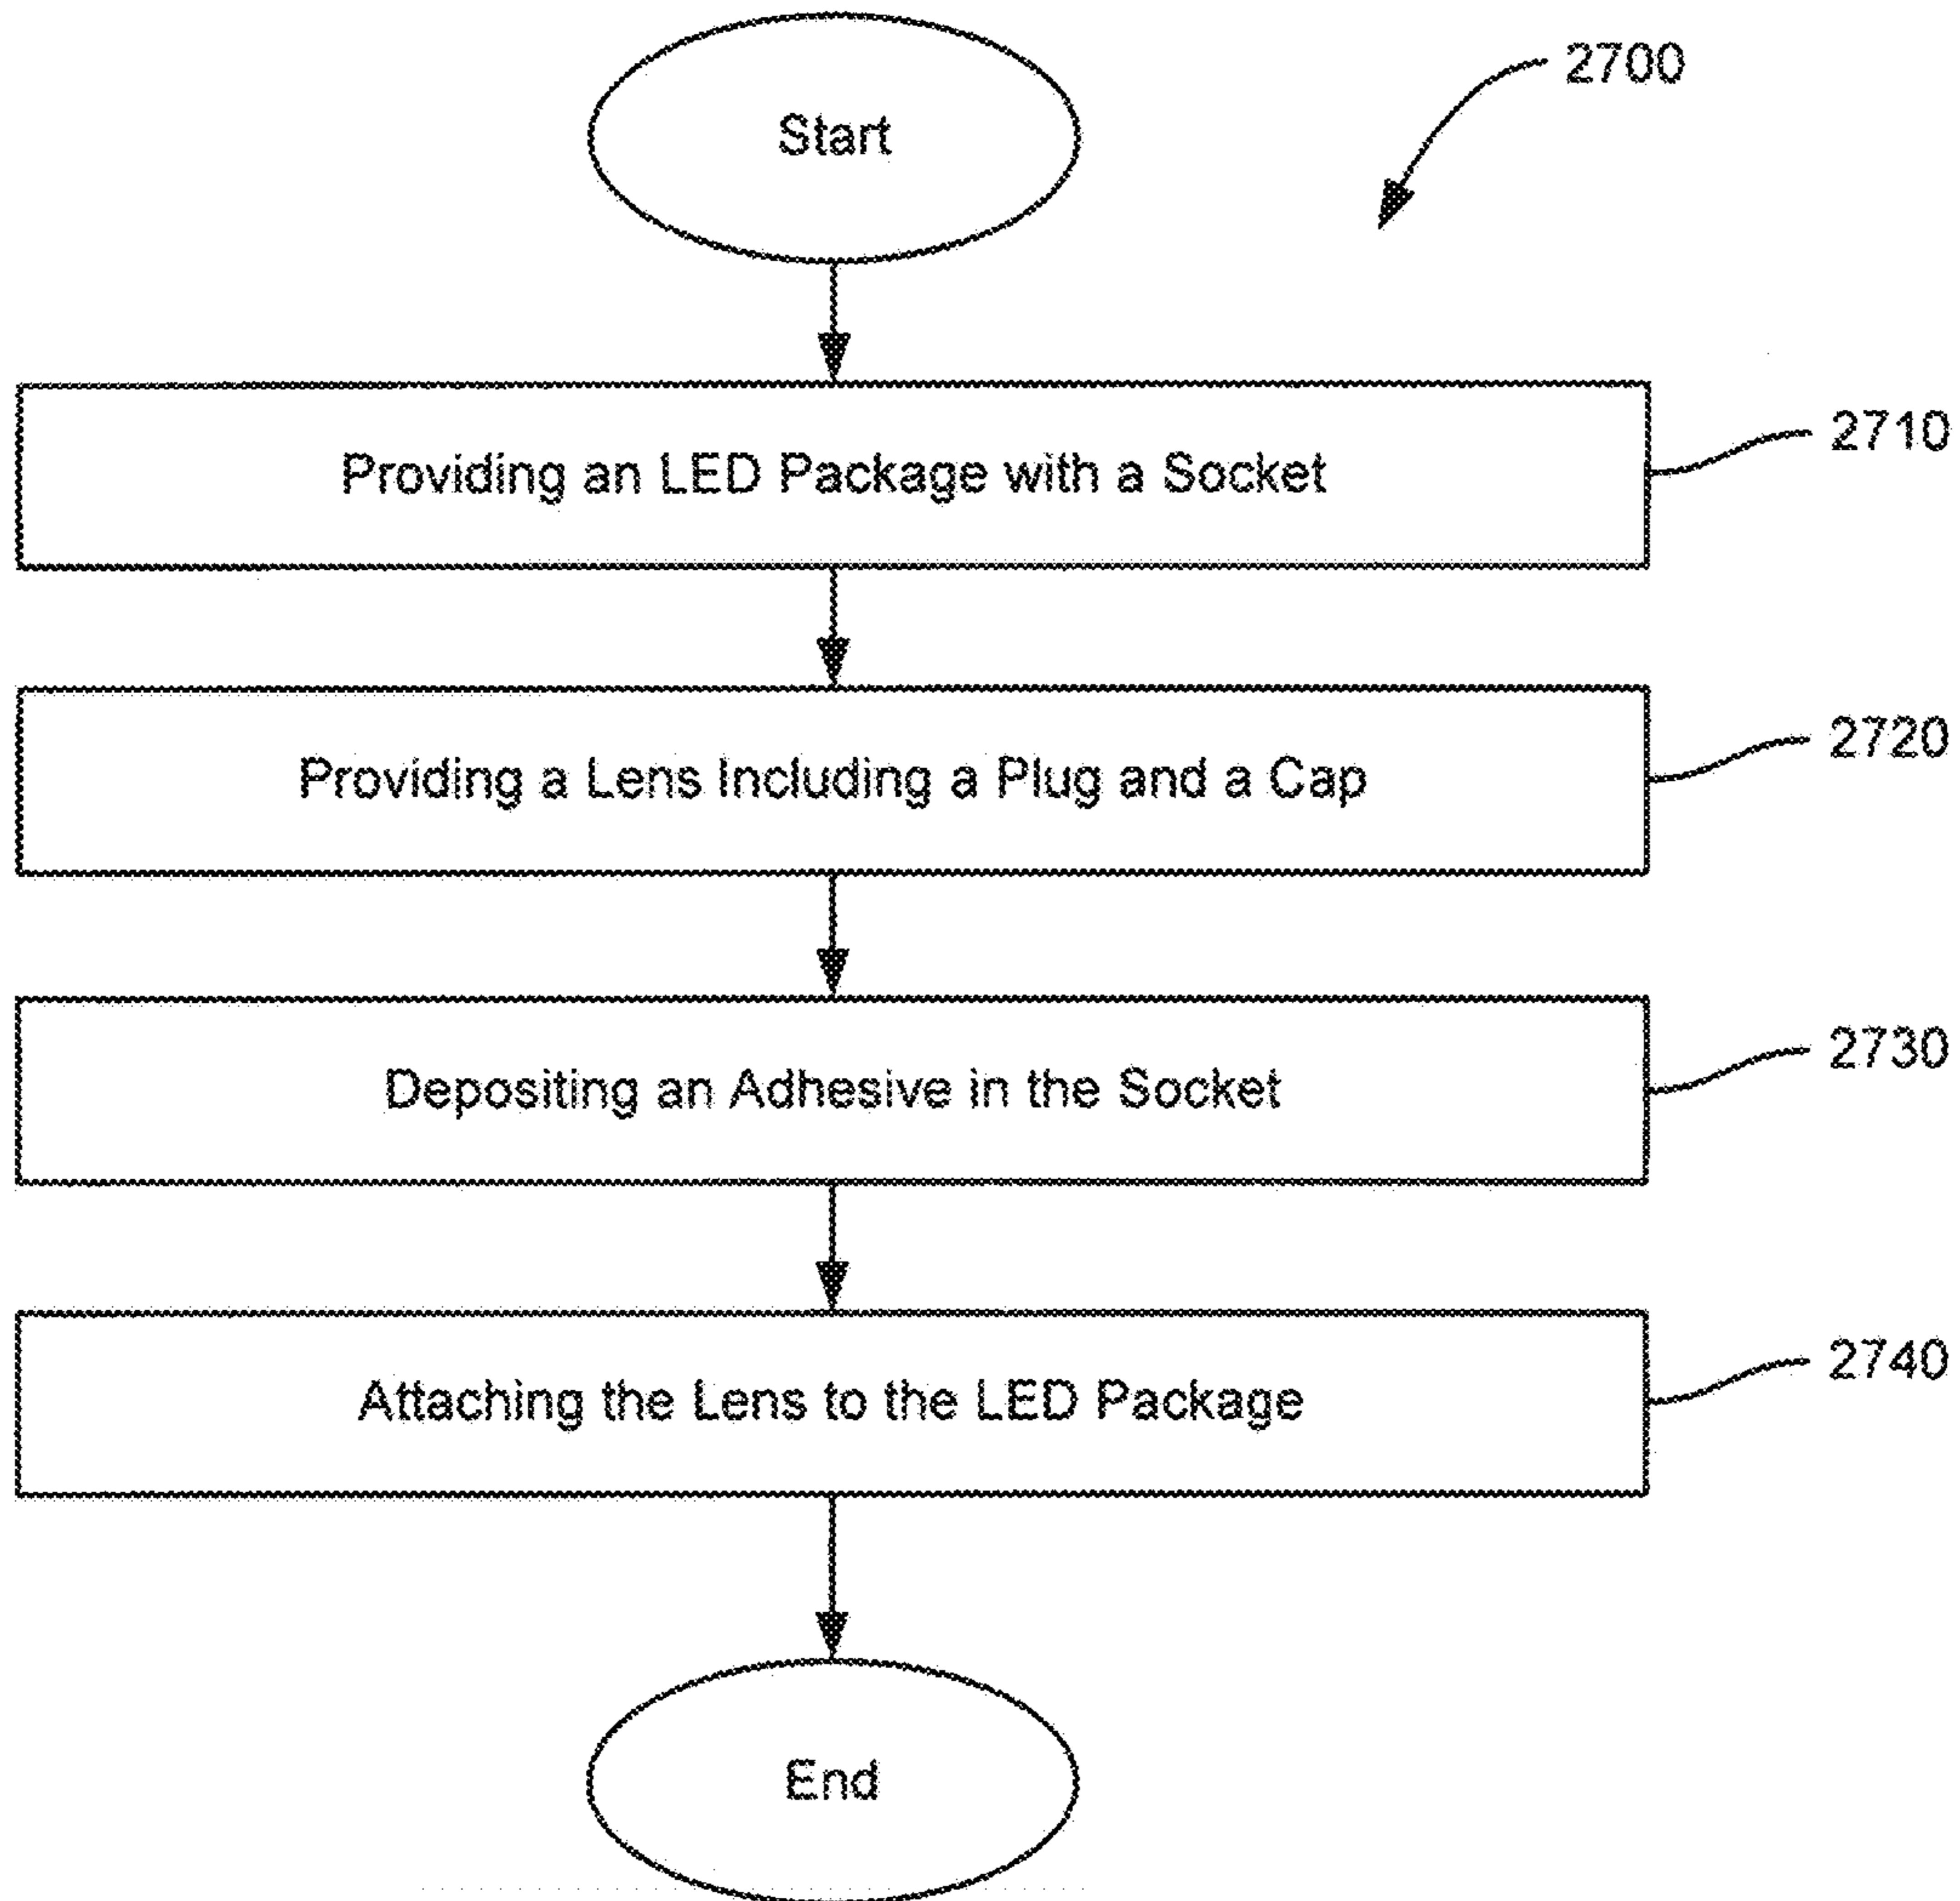 Start
2700
Providing an LED Package with a Socket
2710
Providing a Lens Including a Plug and a Cap
2720
Depositing an Adhesive in the Socket
2730
Attaching the Lens to the LED Package
2740
End